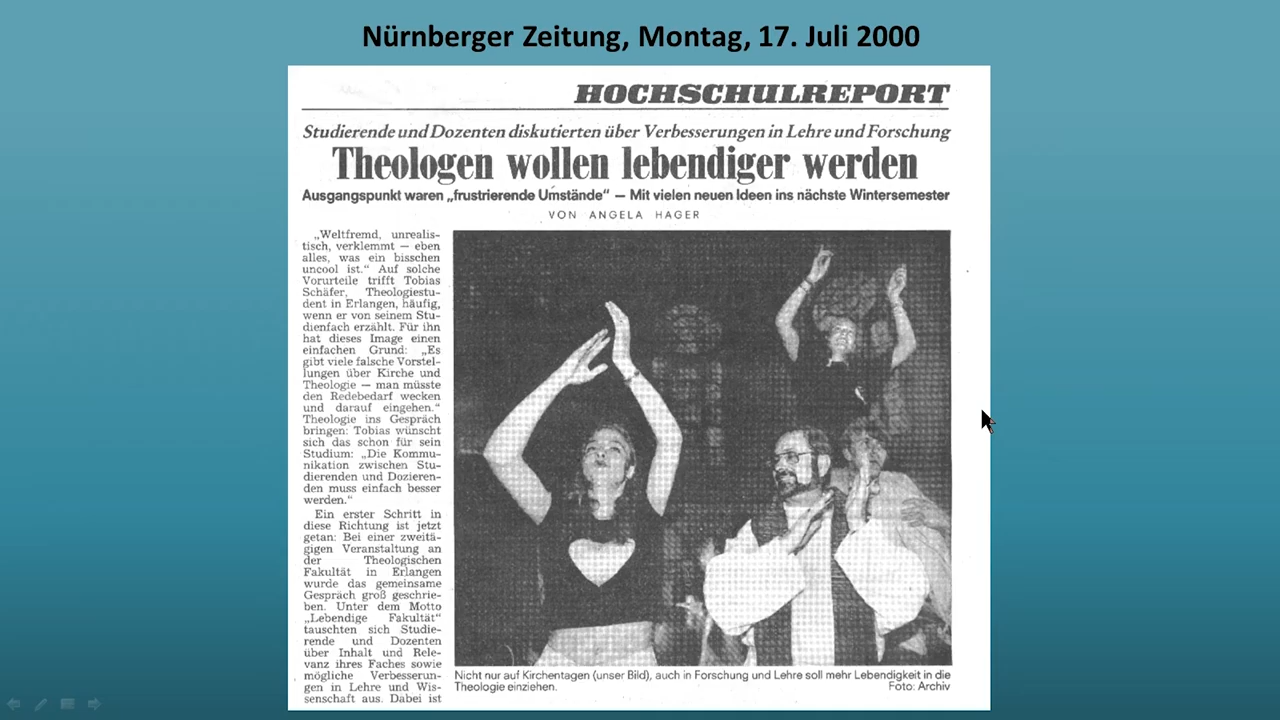 Nürnberger Zeitung, Montag, 17. Juli 2000
HOCHSCHULREPORT
Studierende und Dozenten diskutierten über Verbesserungen in Lehre und Forschung
Theologen wollen lebendiger werden
Ausgangspunkt waren „frustrierende Umstände“ — Mit vielen neuen Ideen ins nächste Wintersemester
VON ANGELA HAGER
„Weltfremd, unrealis-
tisch, verklemmt — eben
alles, was ein bisschen
uncool ist.“ Auf solche
Vorurteile trifft Tobias
Schäfer, Theologiestu-
dent in Erlangen, häufig,
wenn er von seinem Stu-
dienfach erzählt. Für ihn
hat dieses Image einen
einfachen Grund: „Es
gibt viele falsche Vorstel-
lungen über Kirche und
Theologie — man müsste
den Redebedarf wecken
und darauf eingehen.“
Theologie ins Gespräch
bringen: Tobias wünscht
sich das schon für sein
Studium: „Die Kommu-
nikation zwischen Stu-
dierenden und Dozieren-
den muss einfach besser
werden.“
Ein erster Schritt in
diese Richtung ist jetzt
getan: Bei einer zweitä-
gigen Veranstaltung an
der Theologischen
Fakultät in Erlangen
wurde das gemeinsame
Gespräch groß geschrie-
ben. Unter dem Motto
„Lebendige Fakultät“
tauschten sich Studie-
rende und Dozenten
über Inhalt und Rele-
vanz ihres Faches sowie
mögliche Verbesserun-
gen in Lehre und Wis-
senschaft aus. Dabei ist
Nicht nur auf Kirchentagen (unser Bild), auch in Forschung und Lehre soll mehr Lebendigkeit in die
Theologie einziehen. Foto: Archiv